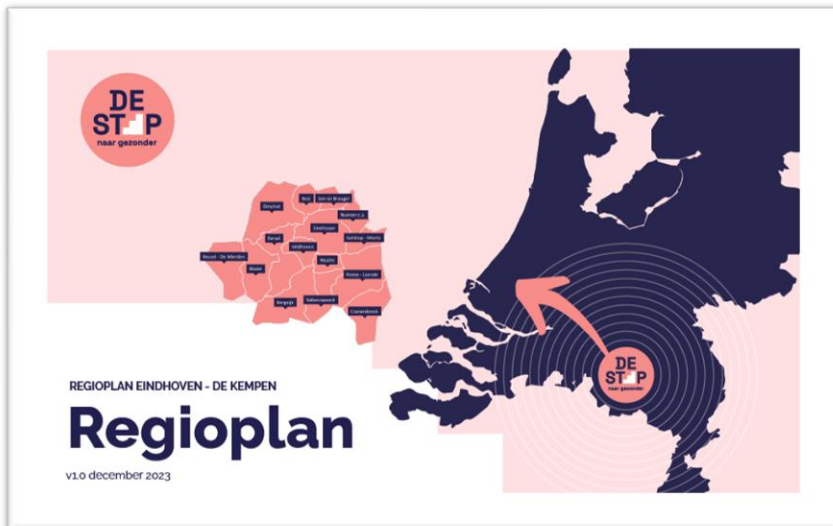 DE
STAP
naar gezonder
Oirschot
Best
Son en Breugel
Nuenen c.a.
Eindhoven
Geldrop - Mierlo
Eersel
Veldhoven
Reusel - De Mierden
Waalre
Bladel
Heeze - Leende
Bergeijk
Valkenswaard
Cranendonck
DE
STAP
naar gezonder
REGIOPLAN EINDHOVEN - DE KEMPEN
Regioplan
v1.0 december 2023